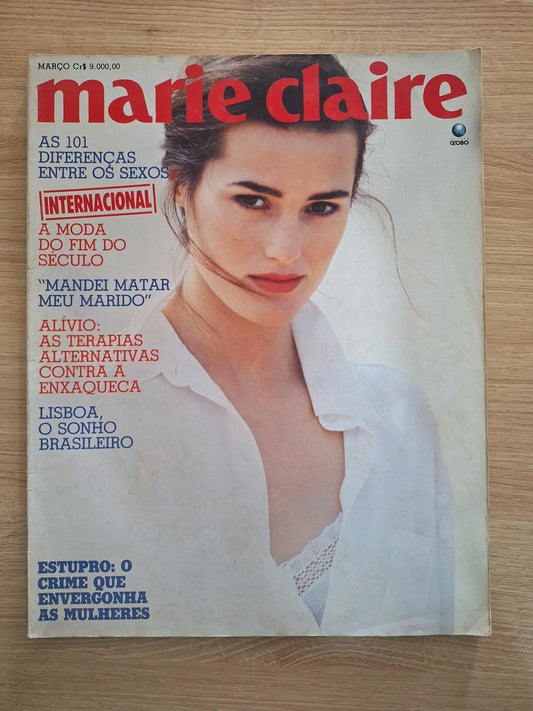 MARÇO Cr$ 9.000,00
marie claire
GLOBO
AS 101
DIFERENÇAS
ENTRE OS SEXOS
INTERNACIONAL
A MODA
DO FIM DO
SÉCULO
"MANDEI MATAR
MEU MARIDO"
ALÍVIO:
AS TERAPIAS
ALTERNATIVAS
CONTRA A
ENXAQUECA
LISBOA,
O SONHO
BRASILEIRO
ESTUPRO: O
CRIME QUE
ENVERGONHA
AS MULHERES